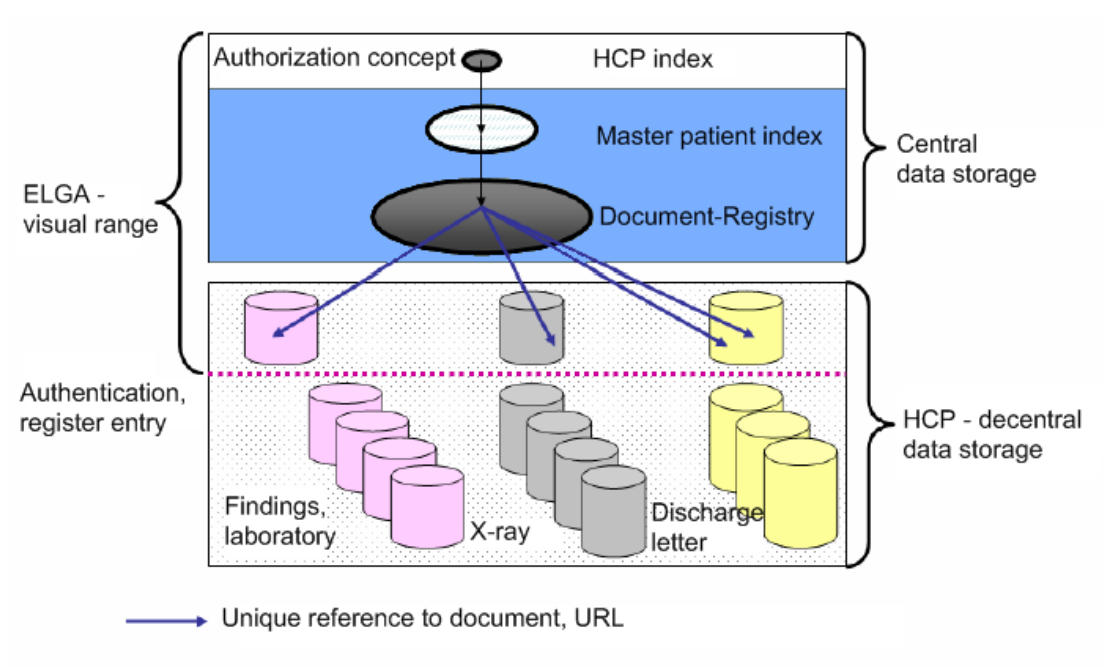 Authorization concept
HCP index
Master patient index
Central
data storage
ELGA -
visual range
Document-Registry
Authentication,
register entry
HCP - decentral
data storage
Findings,
laboratory
X-ray
Discharge
letter
Unique reference to document, URL